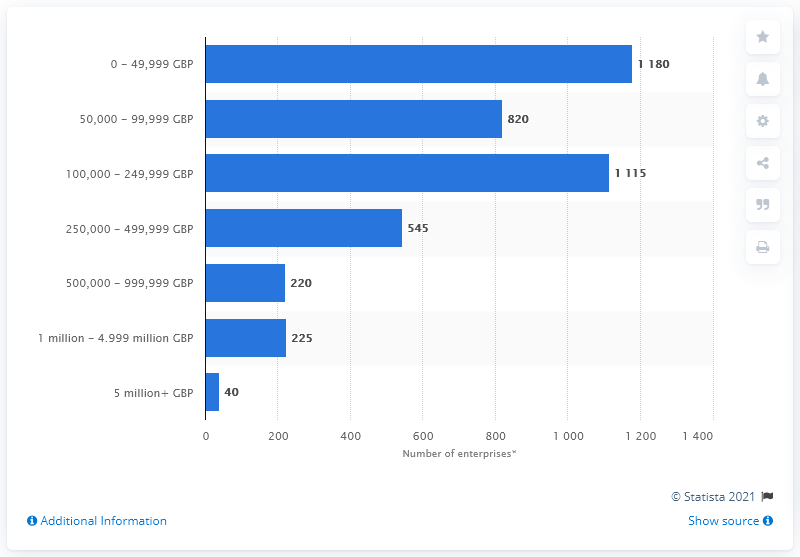 0 – 49,999 GBP 1 180
50,000 – 99,999 GBP 820
100,000 – 249,999 GBP 1 115
250,000 – 499,999 GBP 545
500,000 – 999,999 GBP 220
1 million – 4.999 million GBP 225
5 million+ GBP 40
0 200 400 600 800 1 000 1 200 1 400
Number of enterprises*
© Statista 2021
Additional Information Show source